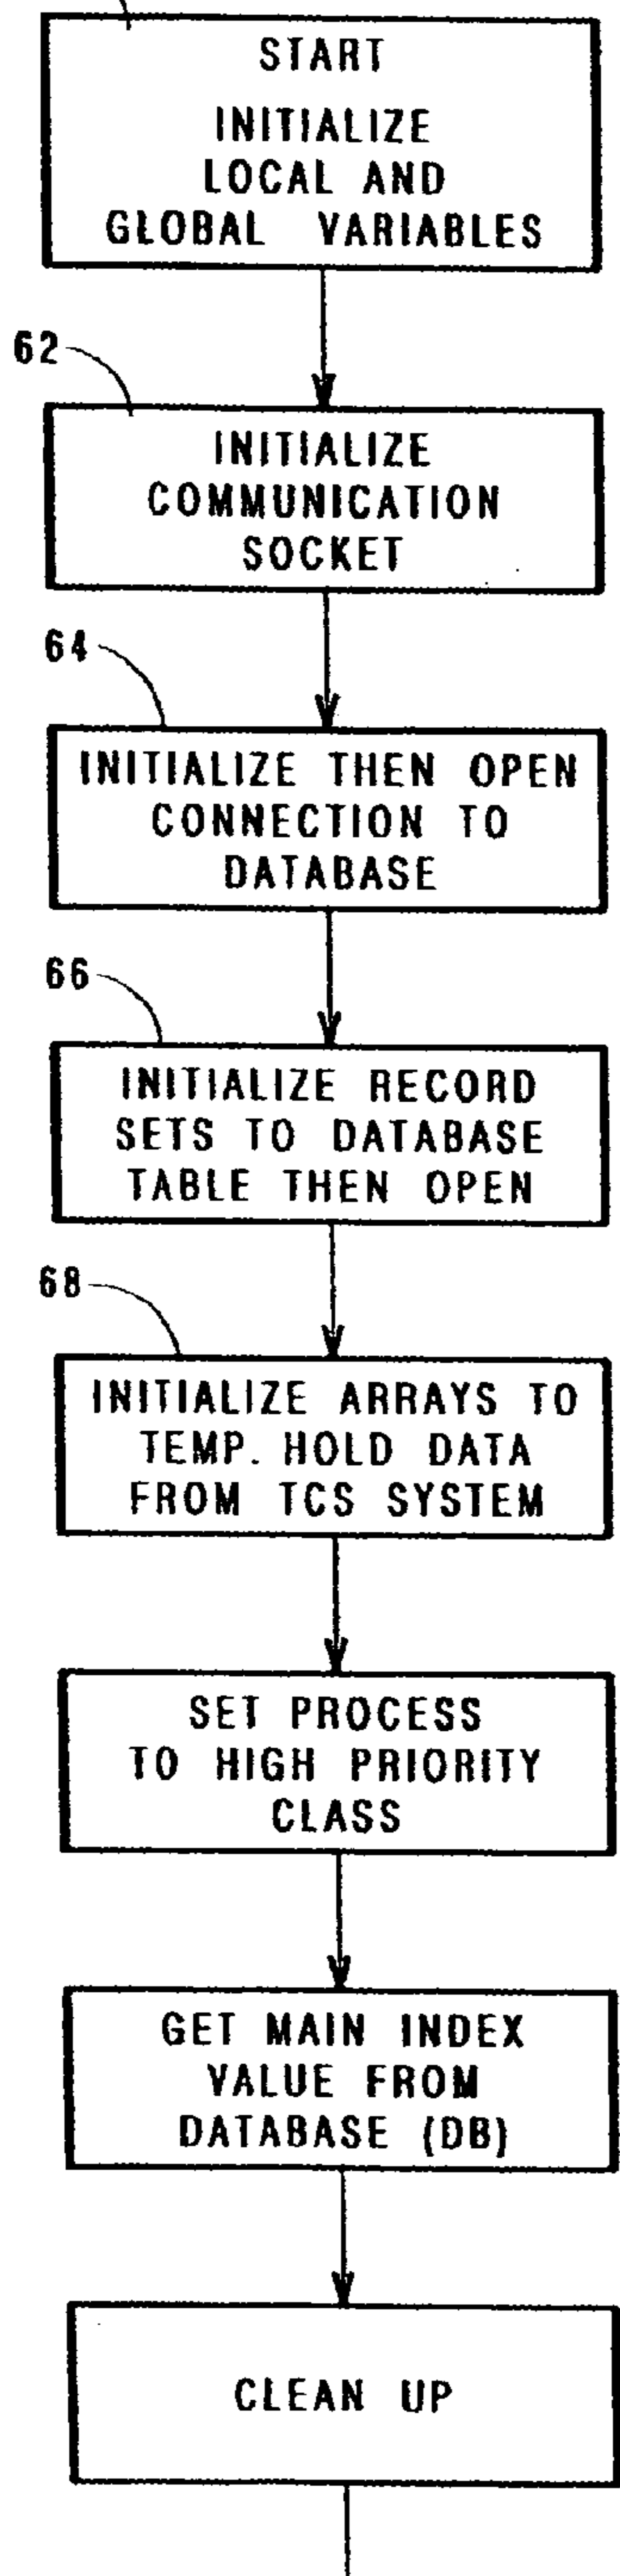 START
INITIALIZE
LOCAL AND
GLOBAL VARIABLES
62
INITIALIZE
COMMUNICATION
SOCKET
64
INITIALIZE THEN OPEN
CONNECTION TO
DATABASE
66
INITIALIZE RECORD
SETS TO DATABASE
TABLE THEN OPEN
68
INITIALIZE ARRAYS TO
TEMP. HOLD DATA
FROM TCS SYSTEM
SET PROCESS
TO HIGH PRIORITY
CLASS
GET MAIN INDEX
VALUE FROM
DATABASE (DB)
CLEAN UP